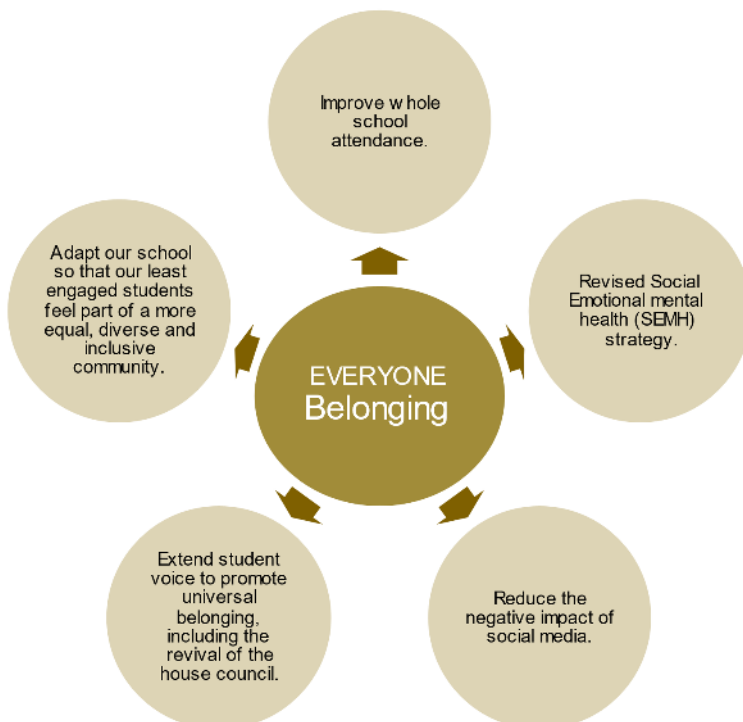 Improve whole
school
attendance.
Adapt our school
so that our least
engaged students
feel part of a more
equal, diverse and
inclusive
community.
Revised Social
Emotional mental
health (SEMH)
strategy.
EVERYONE
Belonging
Extend student
voice to promote
universal
belonging,
including the
revival of the
house council.
Reduce the
negative impact of
social media.